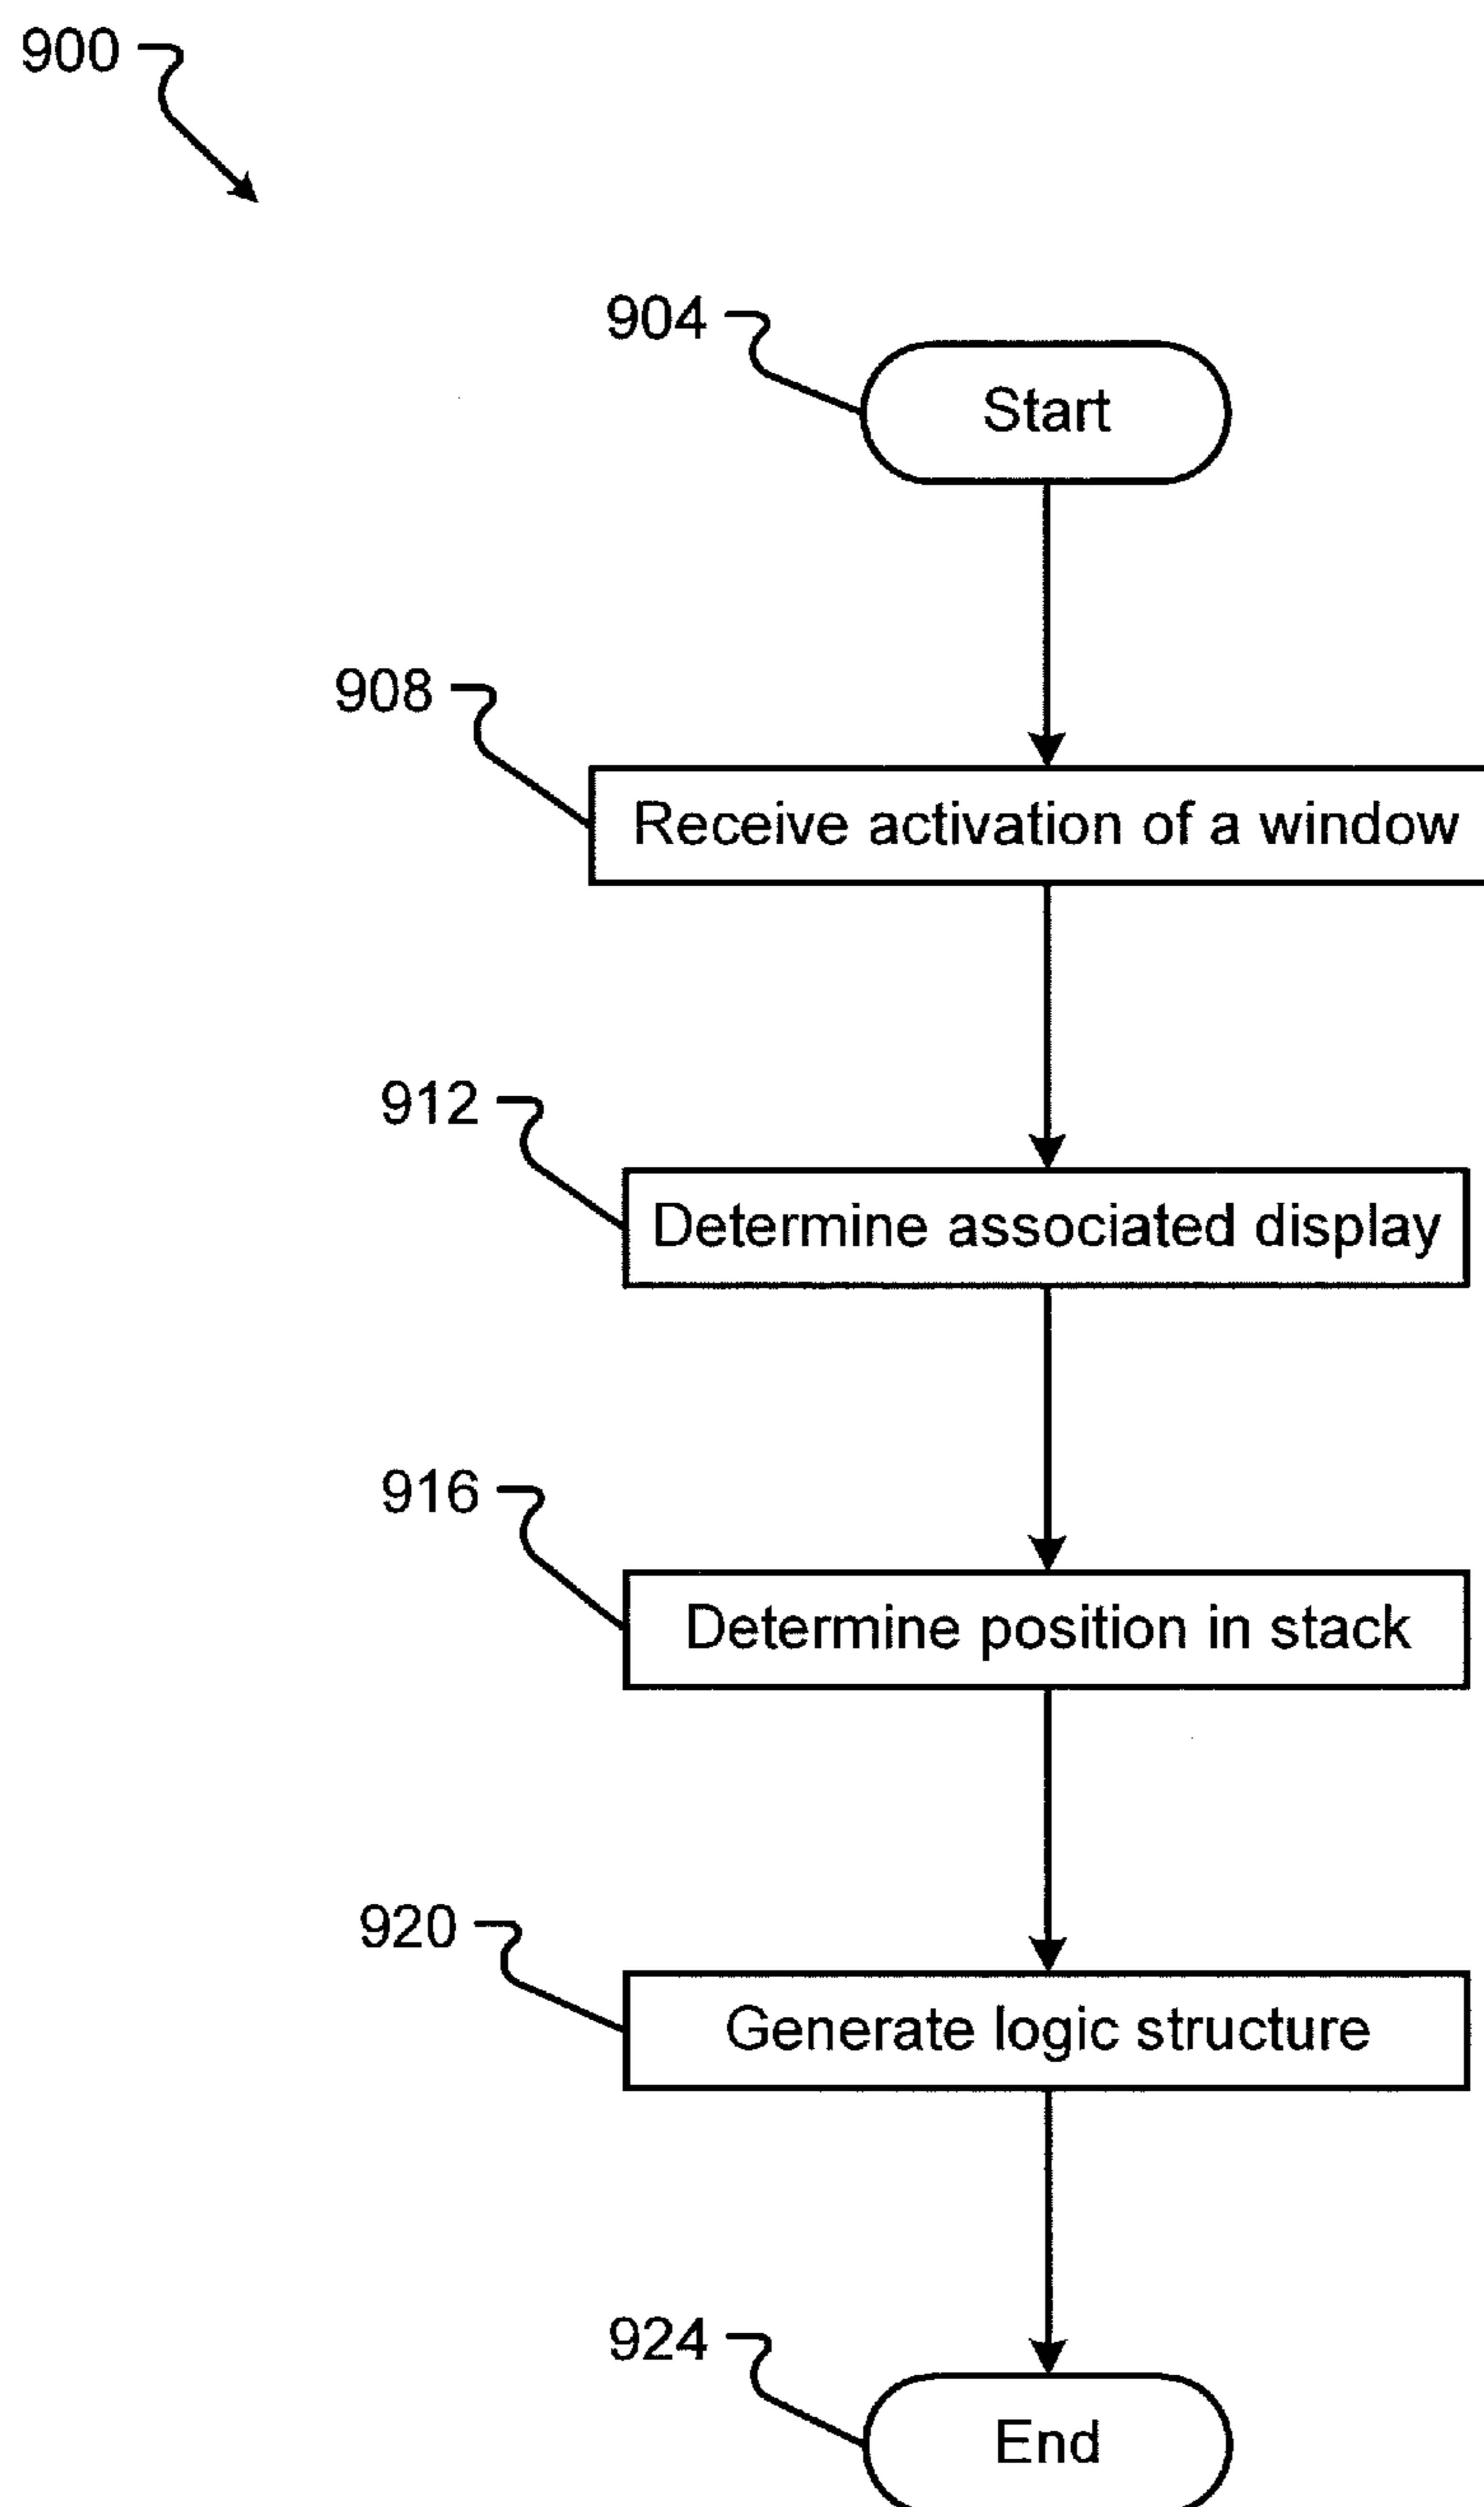 900
904
Start
908
Receive activation of a window
912
Determine associated display
916
Determine position in stack
920
Generate logic structure
924
End